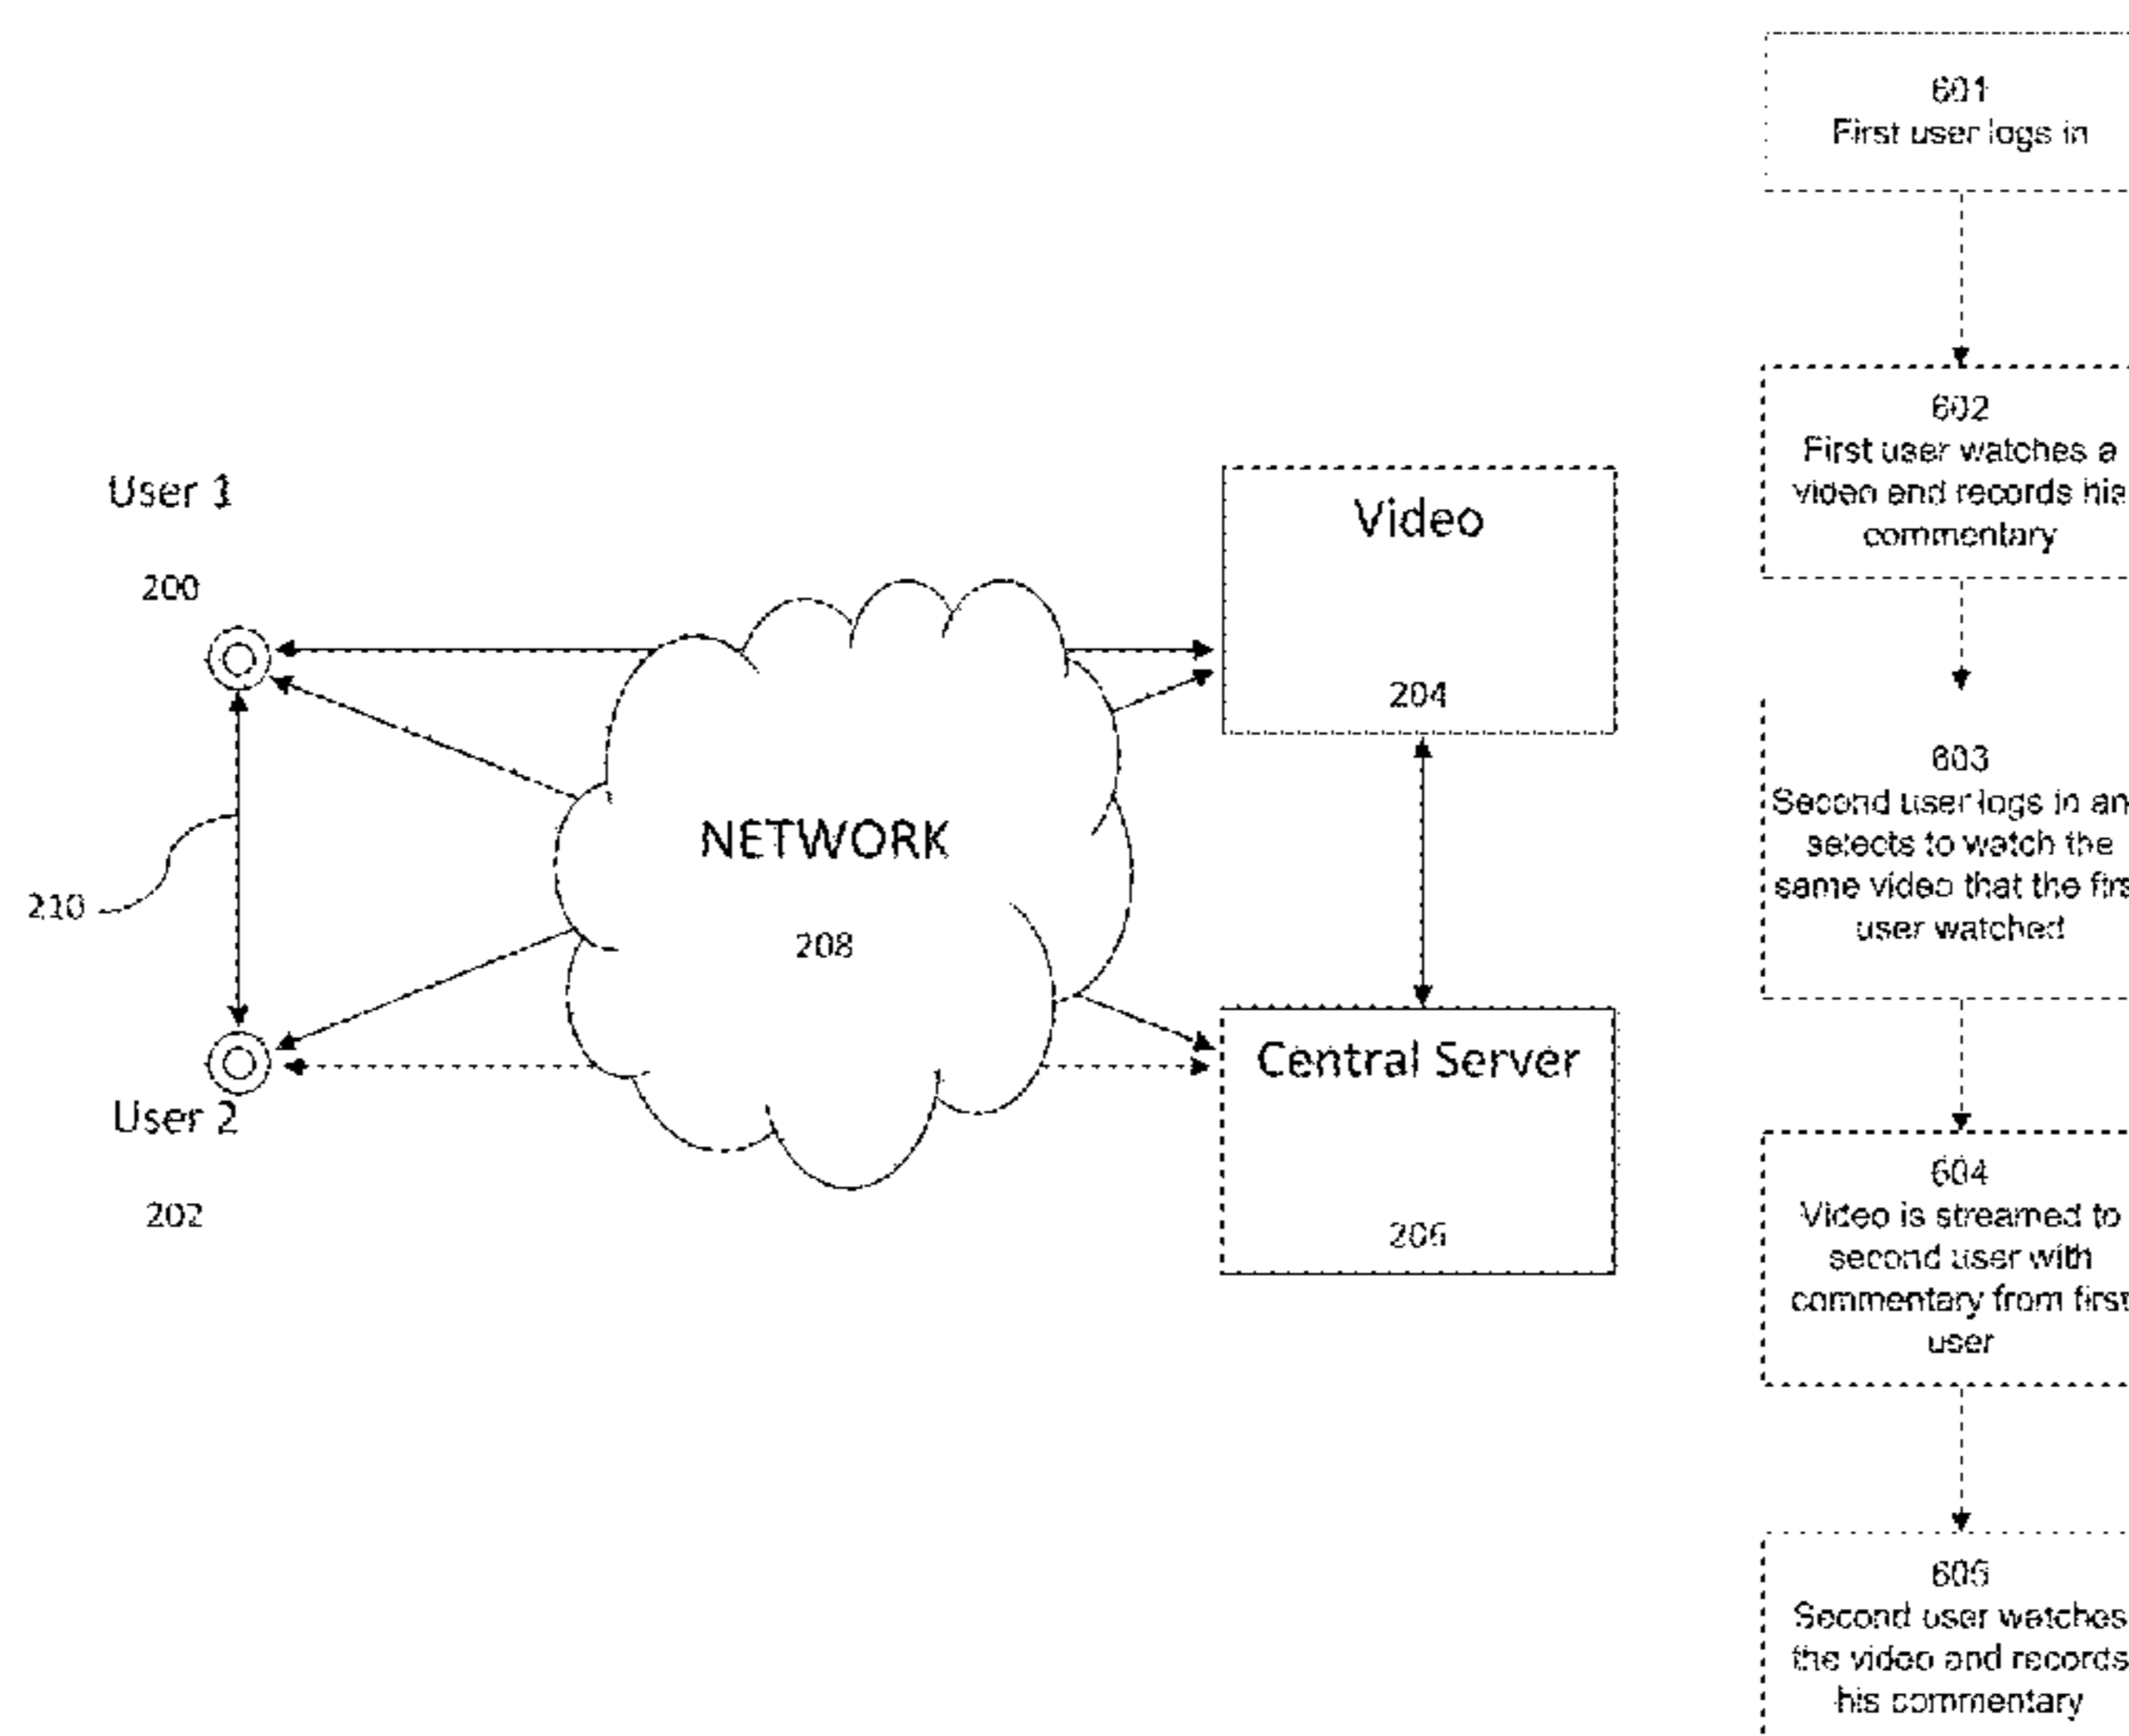 User 1
200
210
User 2
202
NETWORK
208
Video
204
Central Server
206
601
First user logs in
602
First user watches a
video and records his
commentary
603
Second user logs in an
selects to watch the
same video that the firs
user watched
604
Video is streamed to
second user with
commentary from first
user
605
Second user watches
the video and records
his commentary